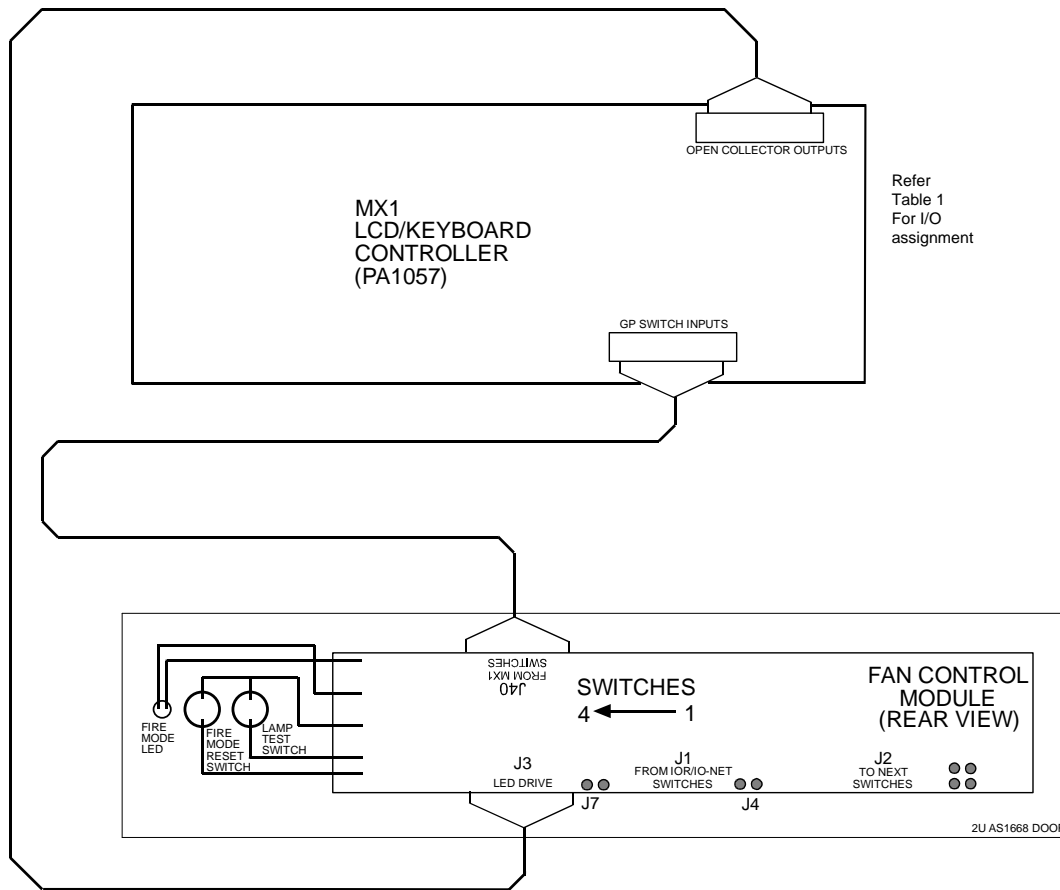 OPEN COLLECTOR OUTPUTS
Refer
Table 1
For I/O
assignment
MX1
LCD/KEYBOARD
CONTROLLER
(PA1057)
GP SWITCH INPUTS
J40
FROM MX1
SWITCHES
SWITCHES
4 1
FAN CONTROL
MODULE
(REAR VIEW)
FIRE
MODE
LED
FIRE
MODE
RESET
SWITCH
LAMP
TEST
SWITCH
J3
LED DRIVE
J7
J1
FROM IOR/IO-NET
SWITCHES
J4
J2
TO NEXT
SWITCHES
2U AS1668 DOOR